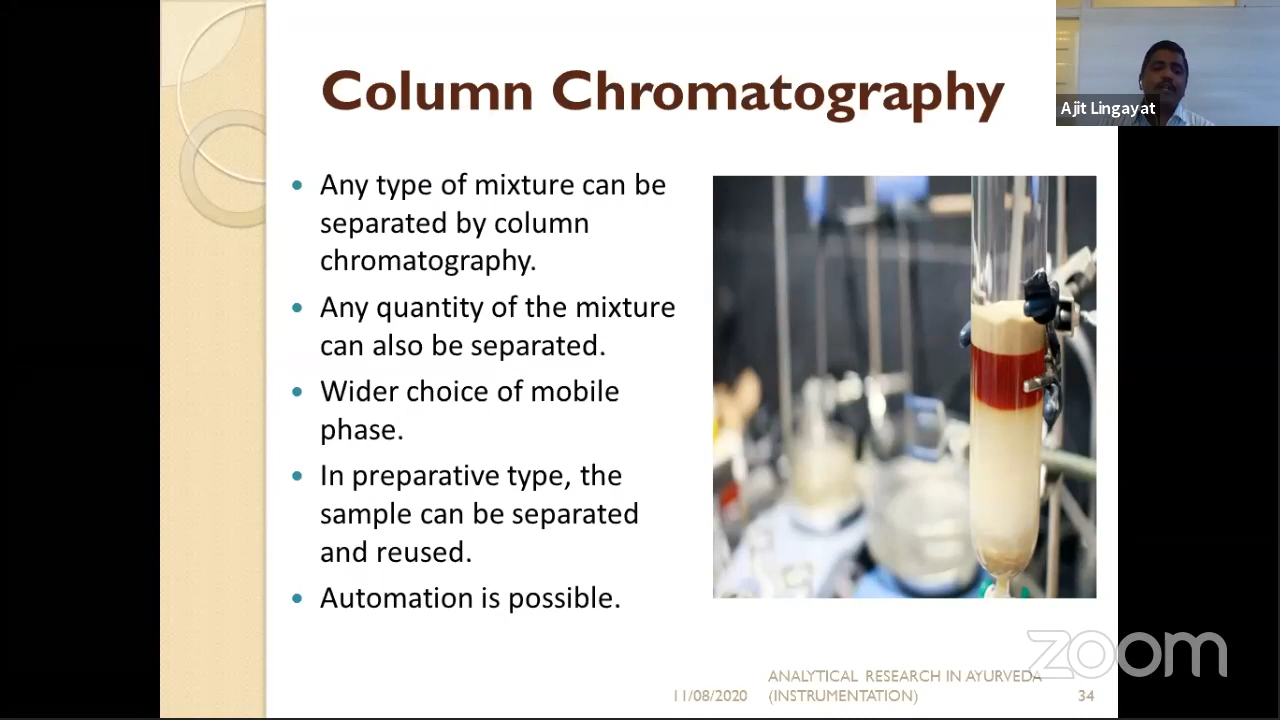 Column Chromatography
Ajit Lingayat
• Any type of mixture can be
separated by column
chromatography.
• Any quantity of the mixture
can also be separated.
• Wider choice of mobile
phase.
• In preparative type, the
sample can be separated
and reused.
• Automation is possible.
zoom
ANALYTICAL RESEARCH IN AYURVEDA
11/08/2020 (INSTRUMENTATION) 34